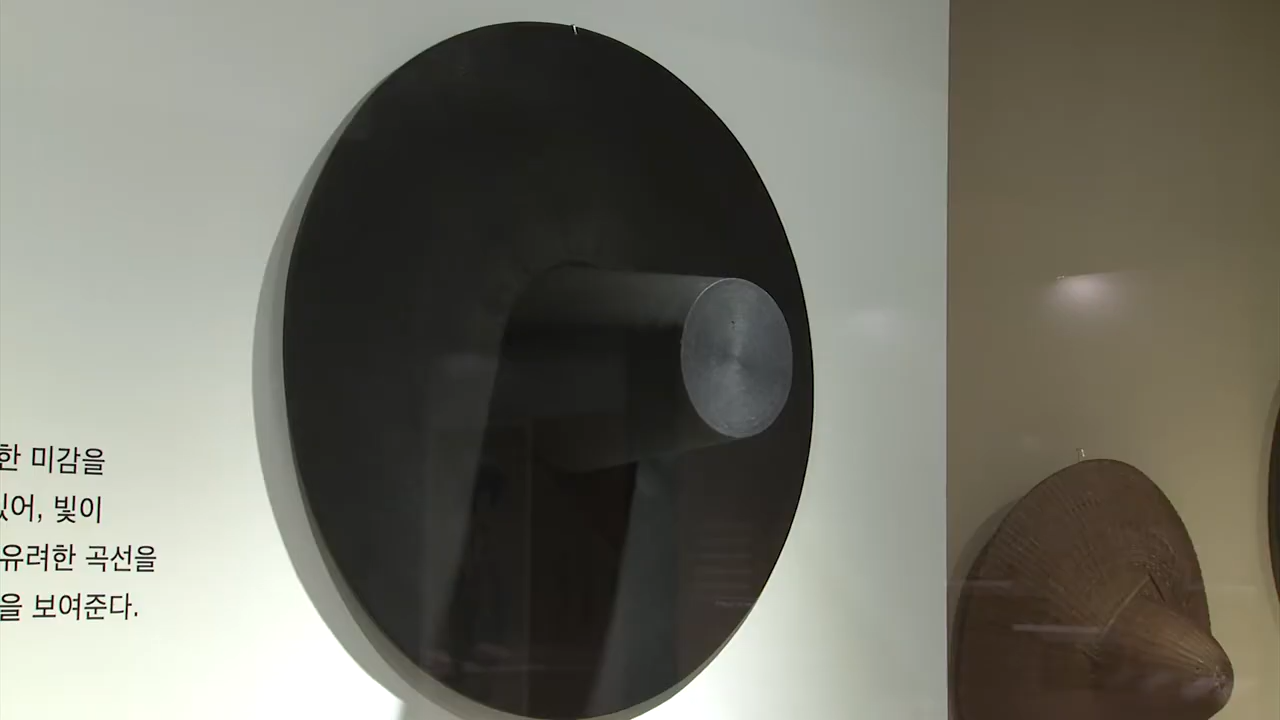 한 미감을
있어, 빛이
유려한 곡선을
을 보여준다.